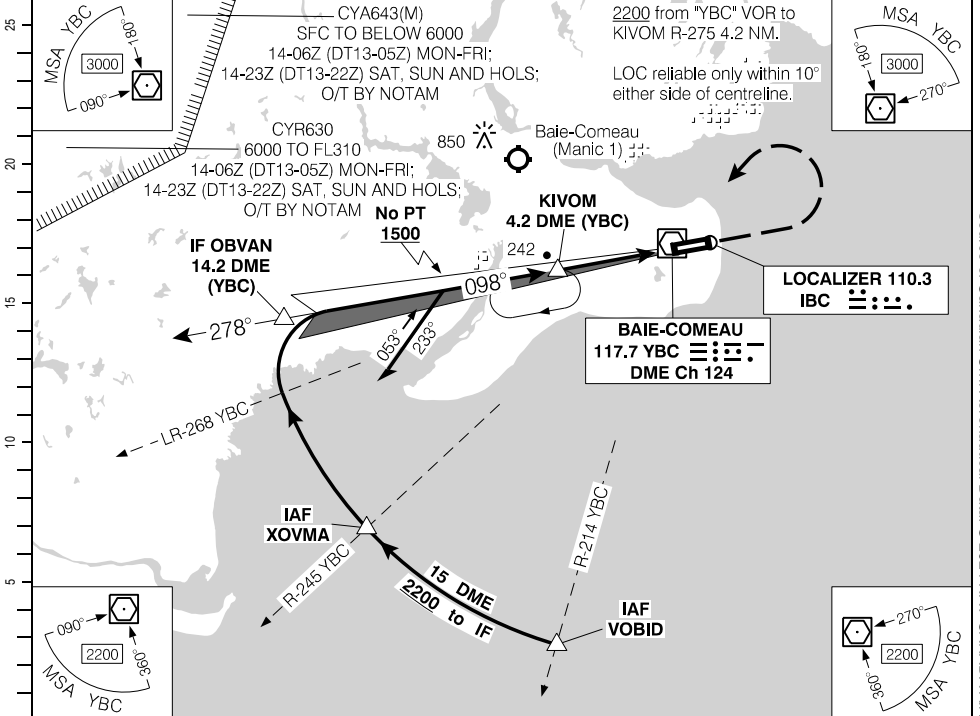 MSA YBC
180°
3000
090°
CYA643(M)
SFC TO BELOW 6000
14-06Z (DT13-05Z) MON-FRI;
14-23Z (DT13-22Z) SAT, SUN AND HOLS;
O/T BY NOTAM
2200 from "YBC" VOR to
KIVOM R-275 4.2 NM.
LOC reliable only within 10°
either side of centreline.
MSA YBC
180°
3000
270°
CYR630
6000 TO FL310
14-06Z (DT13-05Z) MON-FRI;
14-23Z (DT13-22Z) SAT, SUN AND HOLS;
O/T BY NOTAM
850
Baie-Comeau
(Manic 1)
No PT
1500
KIVOM
4.2 DME (YBC)
IF OBVAN
14.2 DME
(YBC)
242
098°
278°
053°
233°
LOCALIZER 110.3
IBC
BAIE-COMEAU
117.7 YBC
DME Ch 124
LR-268 YBC
IAF
XOVMA
R-245 YBC
R-214 YBC
15 DME
2200 to IF
IAF
VOBID
090°
2200
360°
MSA YBC
270°
2200
360°
MSA YBC
25
20
15
10
5